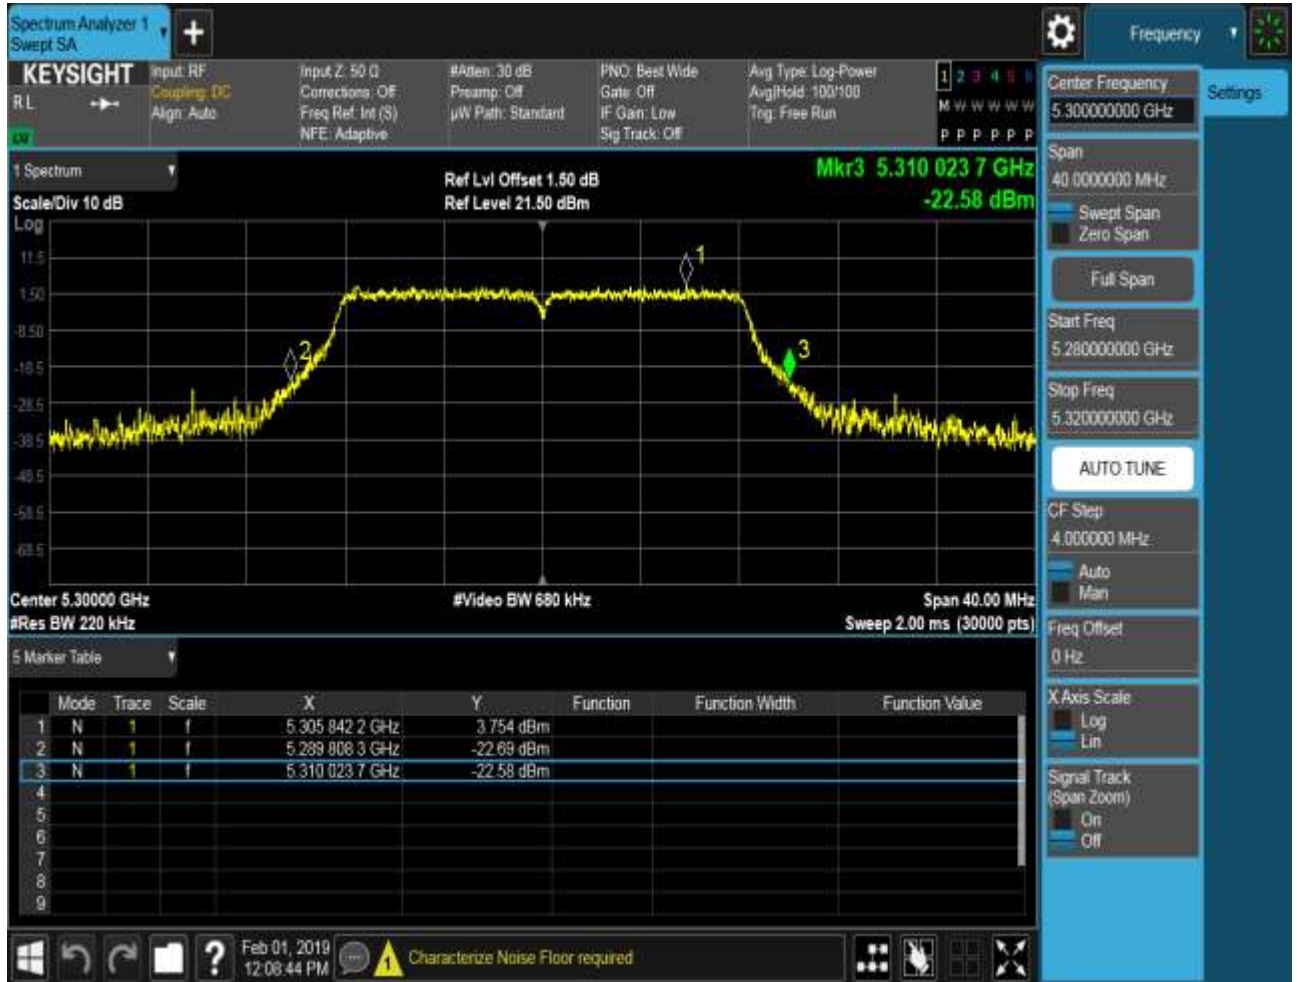 Spectrum Analyzer 1
Swept SA
+
Frequency
KEYSIGHT
RL
Input: RF
Coupling: DC
Align: Auto
Input Z: 50 Ω
Corrections: Off
Freq Ref: Int (S)
NFE: Adaptive
#Atten: 30 dB
Preamp: Off
µW Path: Standard
PNO: Best Wide
Gate: Off
IF Gain: Low
Sig Track: Off
Avg Type: Log-Power
Avg|Hold: 100/100
Trig: Free Run
1 2 3 4 5 6
M W W W W W
P P P P P P
1 Spectrum
Scale/Div 10 dB
Ref Lvl Offset 1.50 dB
Ref Level 21.50 dBm
Mkr3 5.310 023 7 GHz
-22.58 dBm
Log
11.5
1.50
-8.50
-18.5
-28.5
-38.5
-48.5
-58.5
-68.5
1
2
3
Center 5.30000 GHz
#Video BW 680 kHz
Span 40.00 MHz
#Res BW 220 kHz
Sweep 2.00 ms (30000 pts)
5 Marker Table
Mode Trace Scale X Y Function Function Width Function Value
1 N 1 f 5.305 842 2 GHz 3.754 dBm
2 N 1 f 5.289 808 3 GHz -22.69 dBm
3 N 1 f 5.310 023 7 GHz -22.58 dBm
4
5
6
7
8
9
Center Frequency
5.300000000 GHz
Settings
Span
40.0000000 MHz
Swept Span
Zero Span
Full Span
Start Freq
5.280000000 GHz
Stop Freq
5.320000000 GHz
AUTO TUNE
CF Step
4.000000 MHz
Auto
Man
Freq Offset
0 Hz
X Axis Scale
Log
Lin
Signal Track
(Span Zoom)
On
Off
?
Feb 01, 2019
12:08:44 PM
1
Characterize Noise Floor required